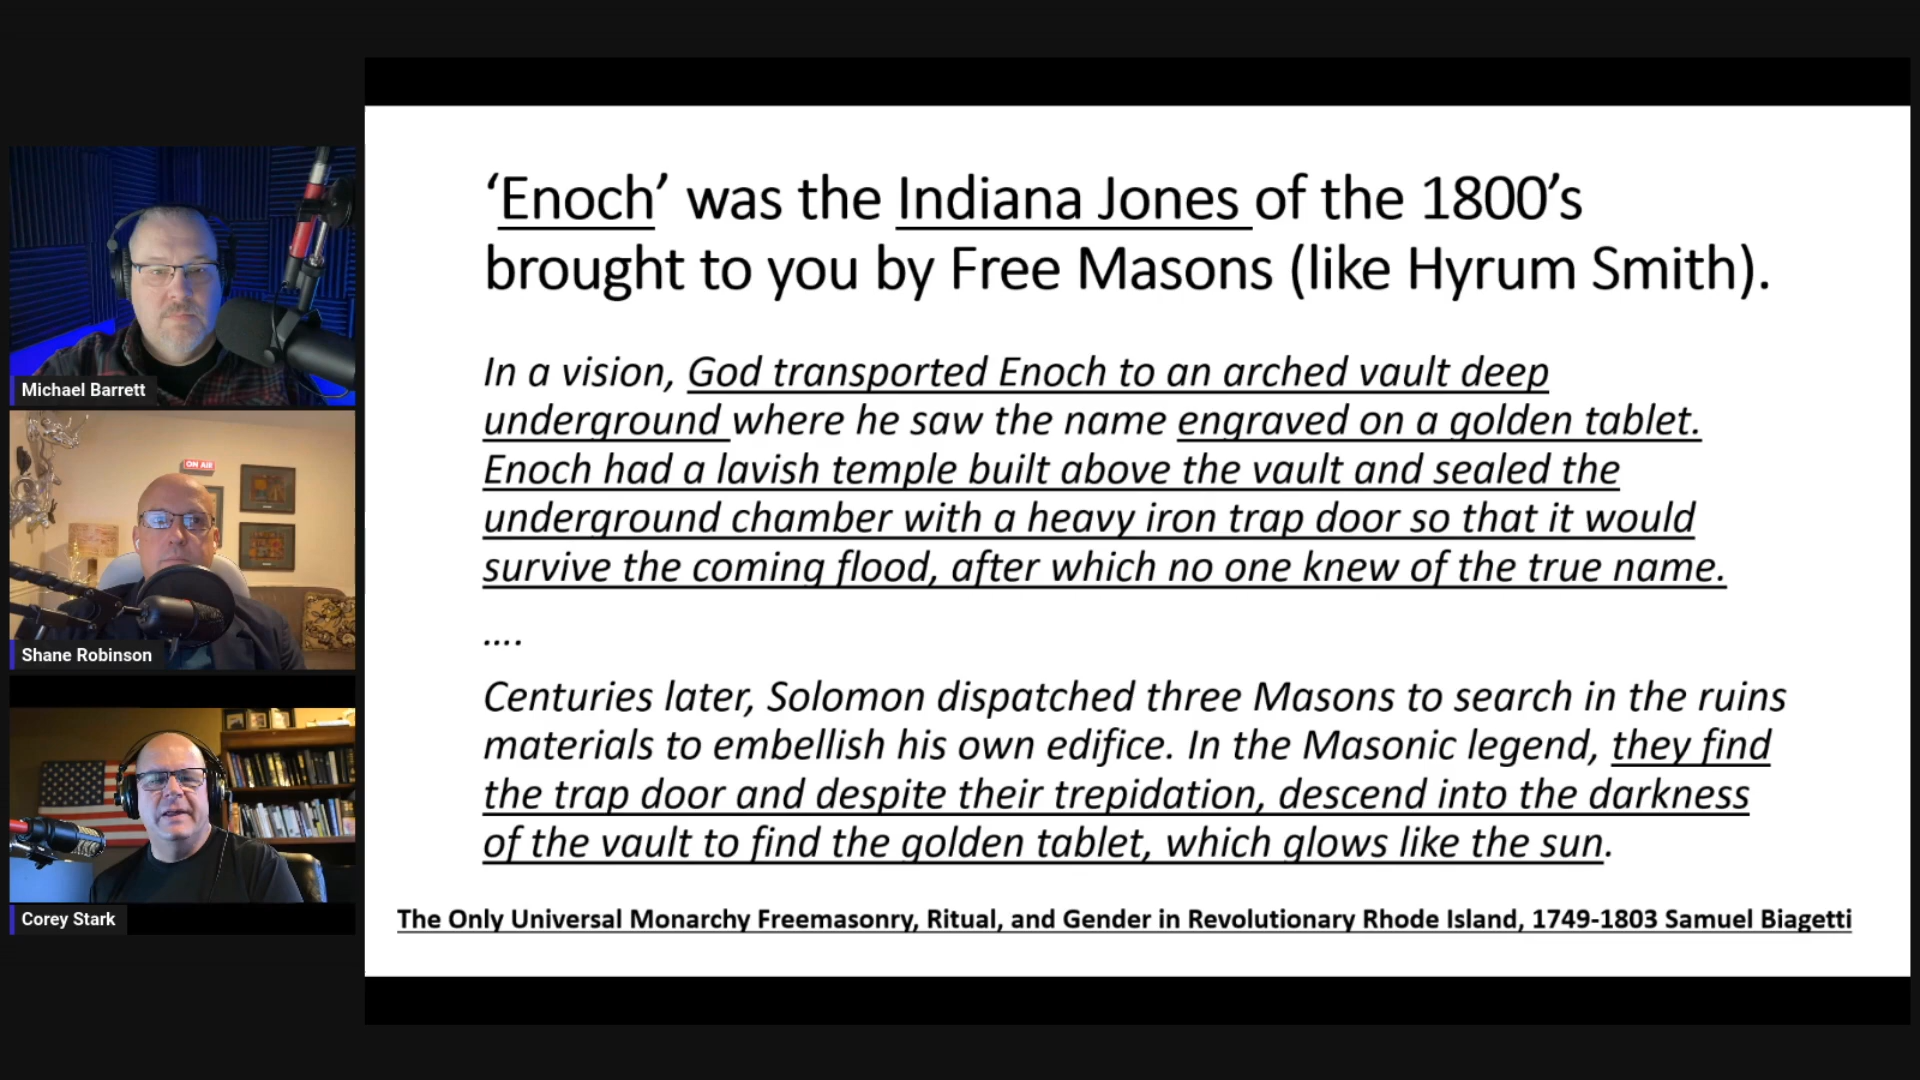 Michael Barrett
ON AIR
Shane Robinson
Corey Stark
‘Enoch’ was the Indiana Jones of the 1800’s
brought to you by Free Masons (like Hyrum Smith).
In a vision, God transported Enoch to an arched vault deep
underground where he saw the name engraved on a golden tablet.
Enoch had a lavish temple built above the vault and sealed the
underground chamber with a heavy iron trap door so that it would
survive the coming flood, after which no one knew of the true name.
....
Centuries later, Solomon dispatched three Masons to search in the ruins
materials to embellish his own edifice. In the Masonic legend, they find
the trap door and despite their trepidation, descend into the darkness
of the vault to find the golden tablet, which glows like the sun.
The Only Universal Monarchy Freemasonry, Ritual, and Gender in Revolutionary Rhode Island, 1749-1803 Samuel Biagetti